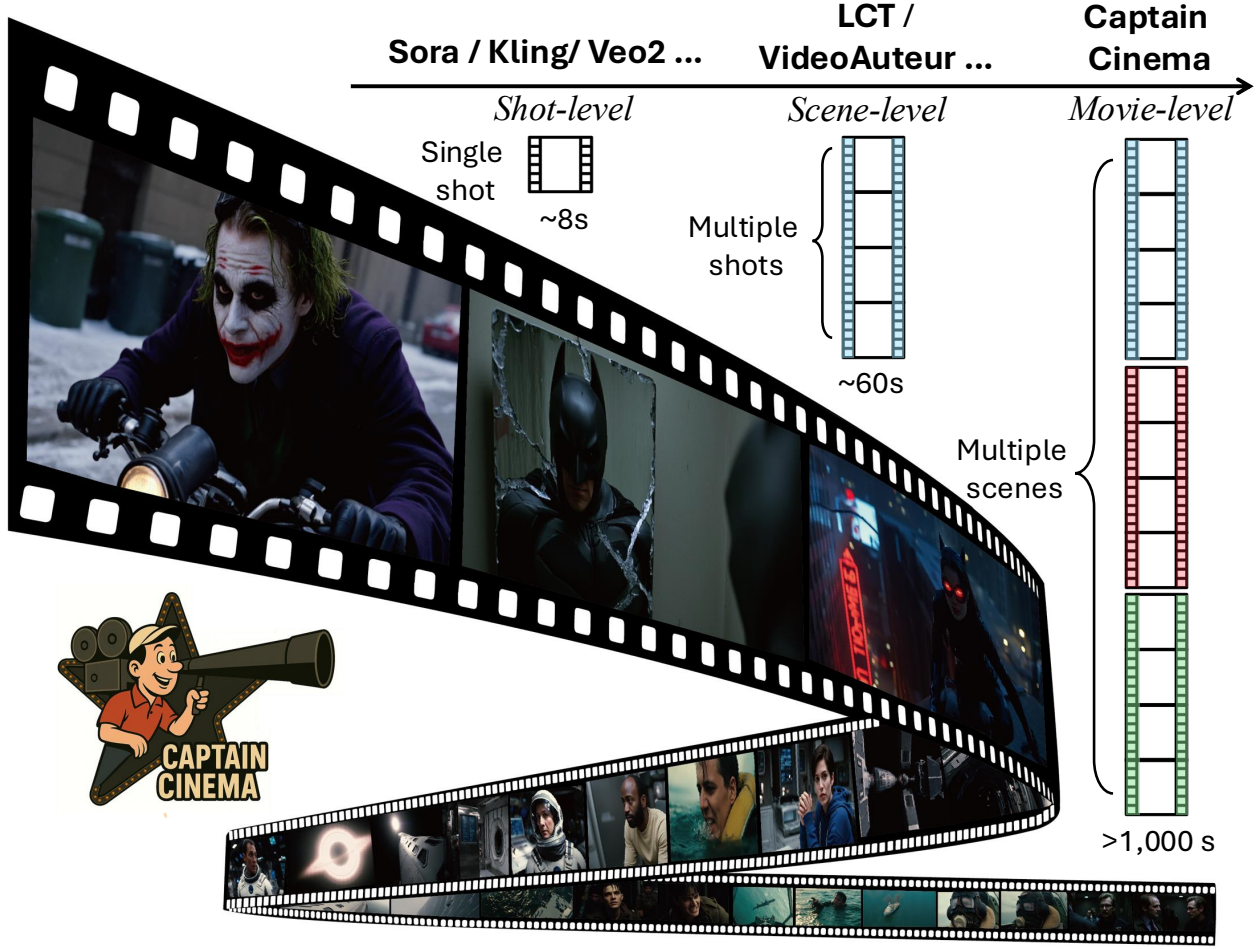 Sora / Kling/ Veo2 ...
LCT /
VideoAuteur ...
Captain
Cinema
Shot-level
Scene-level
Movie-level
Single
shot
~8s
Multiple
shots
~60s
Multiple
scenes
>1,000 s
CAPTAIN
CINEMA